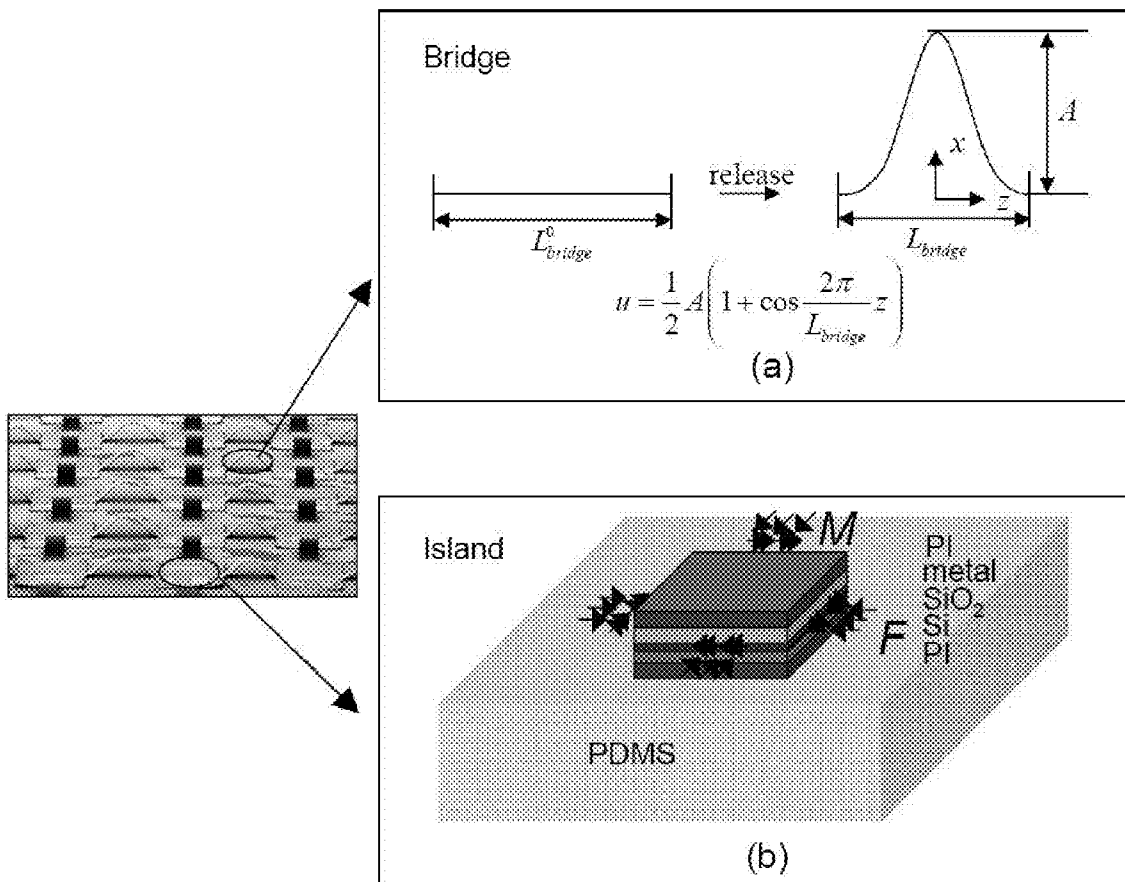 Bridge
A
x
release
z
L⁰bridge
Lbridge
u = 1/2 A(1 + cos 2π/Lbridge z)
(a)
Island
M
PI
metal
SiO₂
Si
PI
F
PDMS
(b)